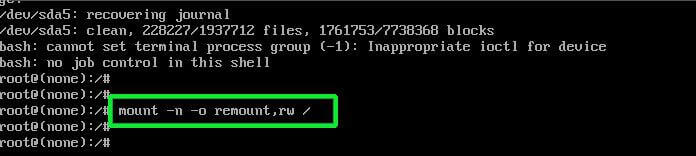 ge.
/dev/sda5: recovering journal
/dev/sda5: clean, 228227/1937712 files, 1761753/7738368 blocks
bash: cannot set terminal process group (-1): Inappropriate ioctl for device
bash: no job control in this shell
root@(none):/#
root@(none):/#
root@(none):/# mount -n -o remount,rw /
root@(none):/#
root@(none):/#